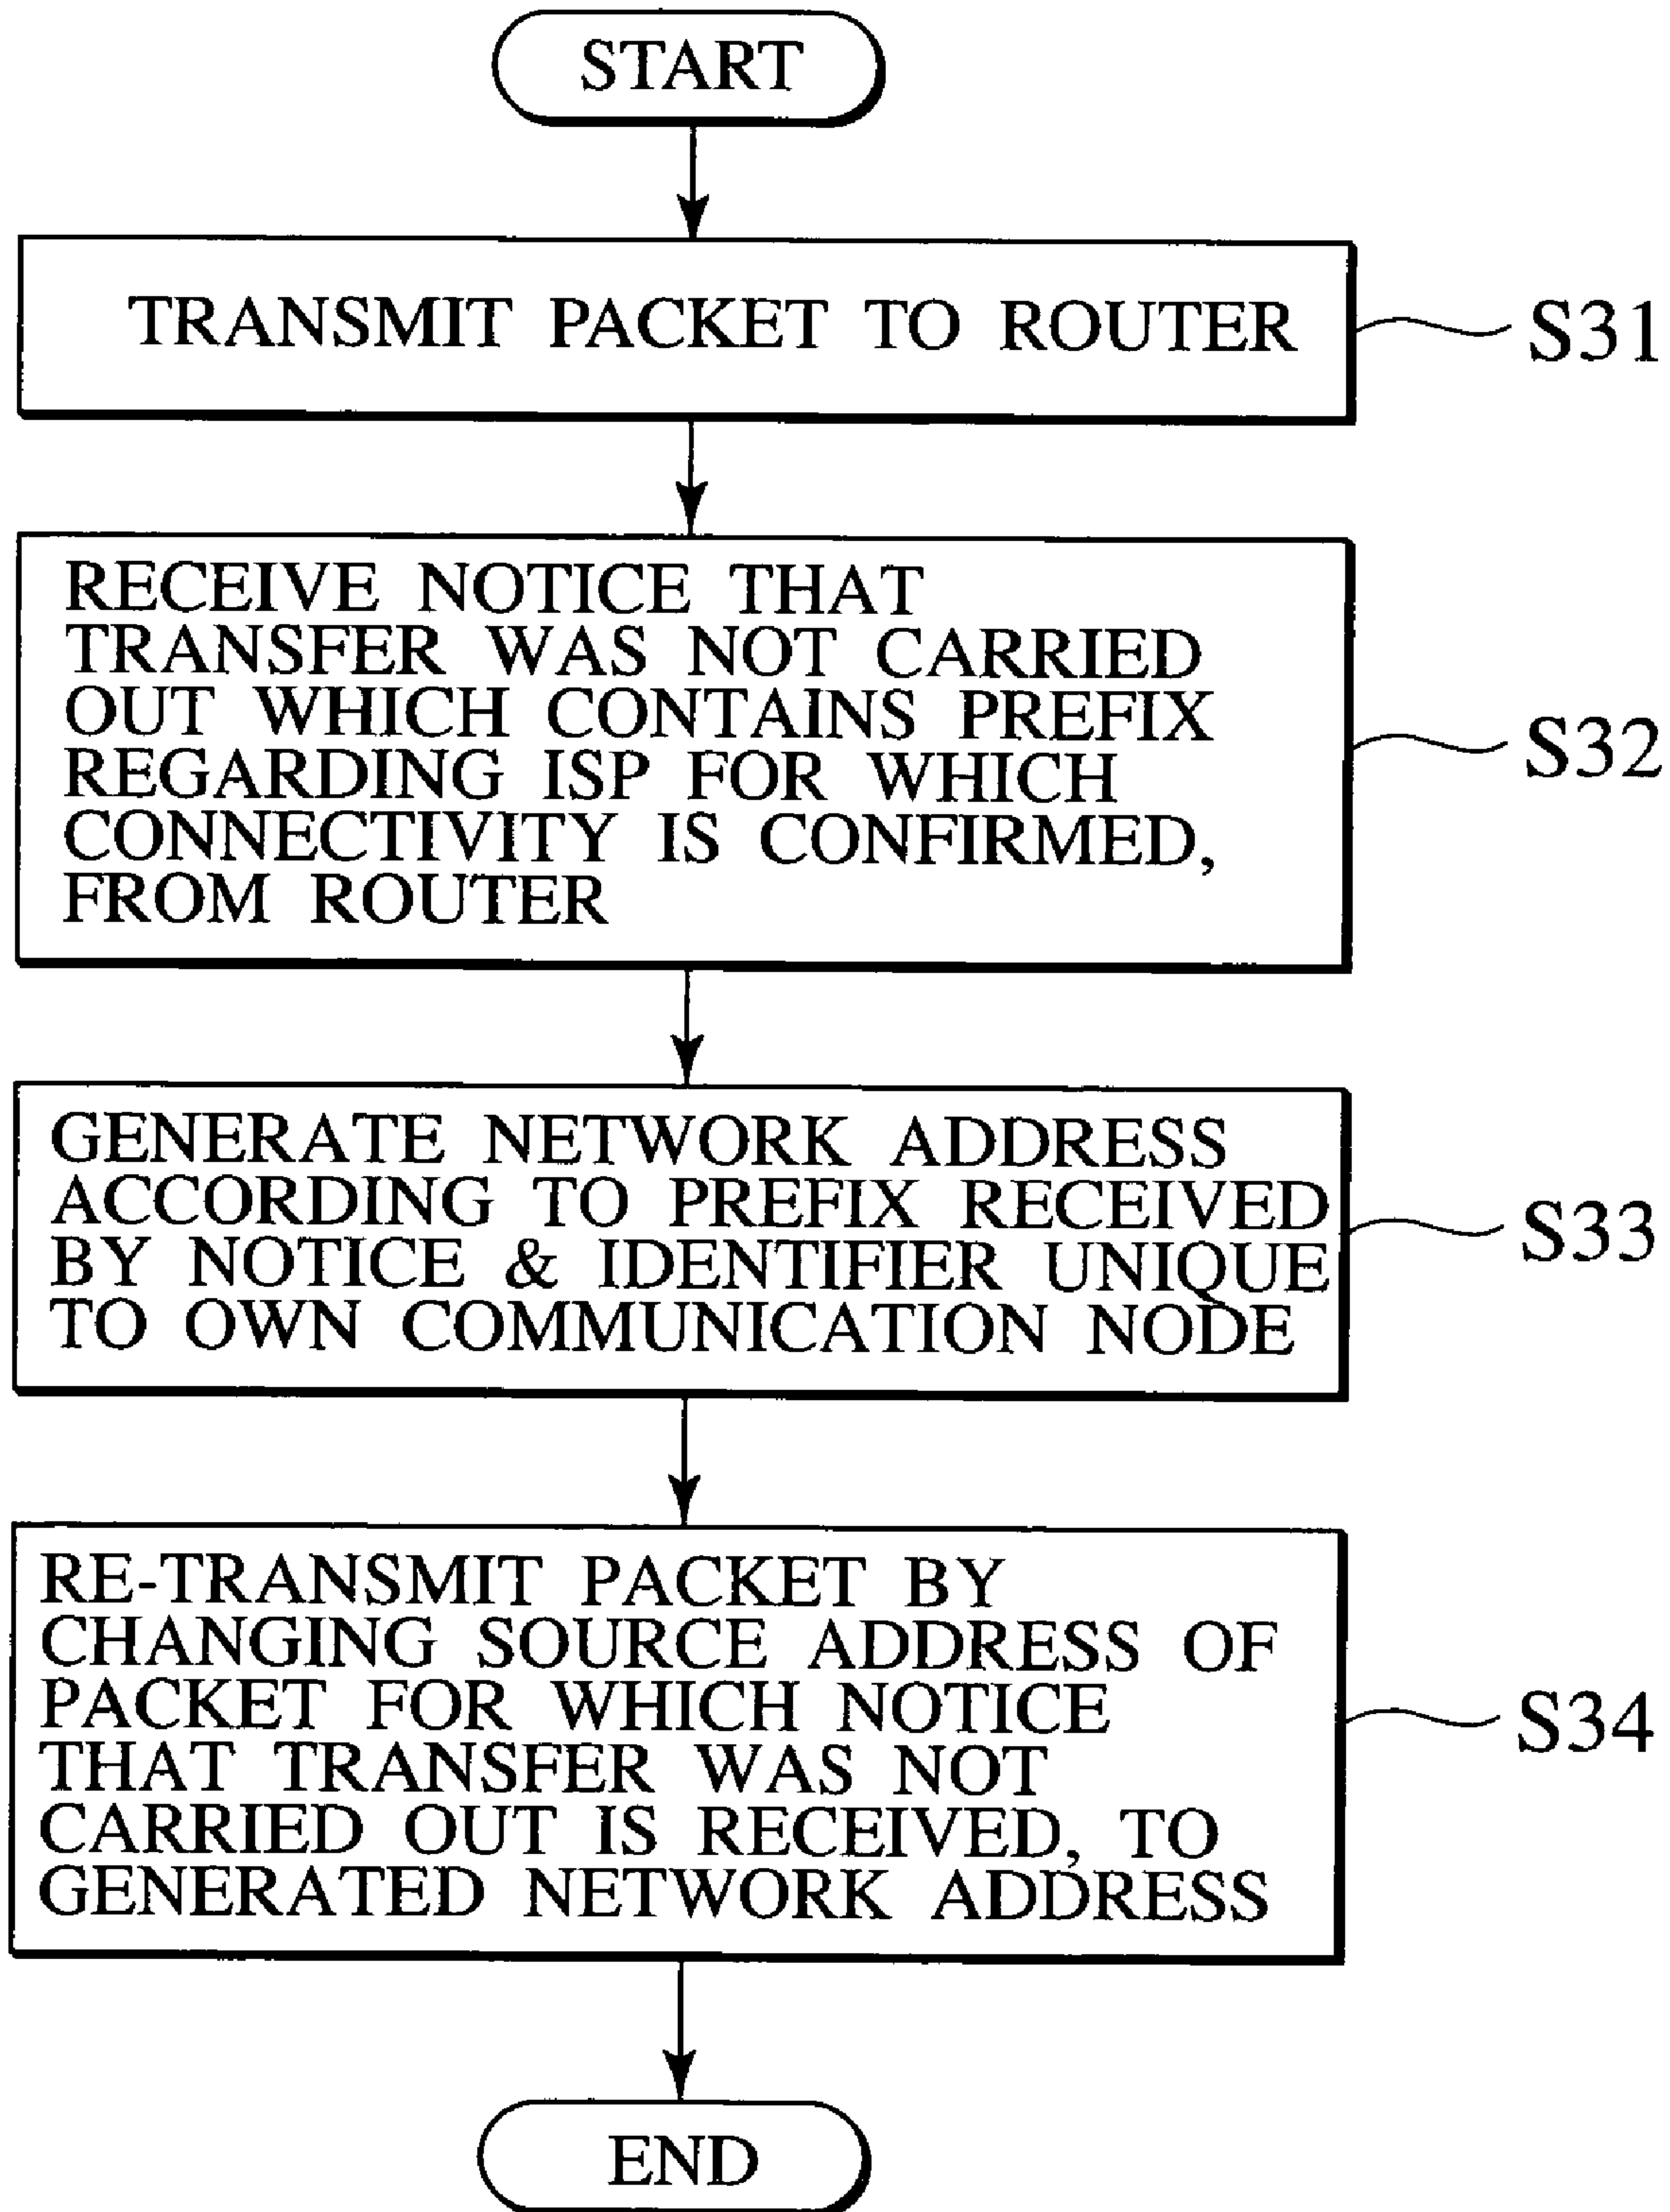 START
TRANSMIT PACKET TO ROUTER
S31
RECEIVE NOTICE THAT
TRANSFER WAS NOT CARRIED
OUT WHICH CONTAINS PREFIX
REGARDING ISP FOR WHICH
CONNECTIVITY IS CONFIRMED,
FROM ROUTER
S32
GENERATE NETWORK ADDRESS
ACCORDING TO PREFIX RECEIVED
BY NOTICE & IDENTIFIER UNIQUE
TO OWN COMMUNICATION NODE
S33
RE-TRANSMIT PACKET BY
CHANGING SOURCE ADDRESS OF
PACKET FOR WHICH NOTICE
THAT TRANSFER WAS NOT
CARRIED OUT IS RECEIVED, TO
GENERATED NETWORK ADDRESS
S34
END